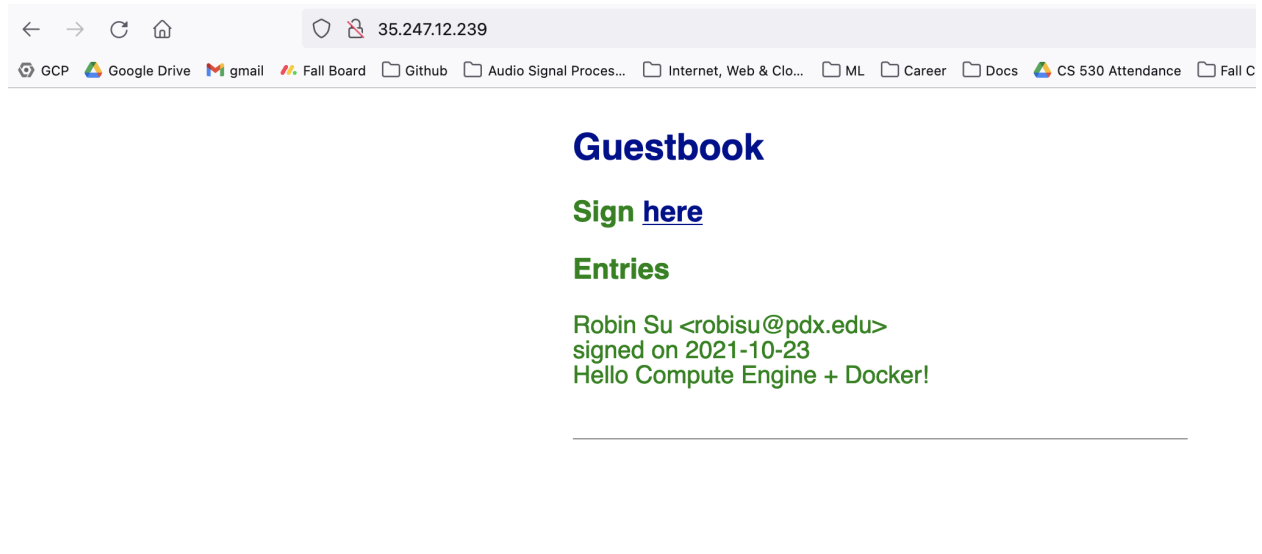 35.247.12.239
GCP Google Drive gmail Fall Board Github Audio Signal Proces... Internet, Web & Clo... ML Career Docs CS 530 Attendance Fall C
Guestbook
Sign here
Entries
Robin Su <robisu@pdx.edu>
signed on 2021-10-23
Hello Compute Engine + Docker!